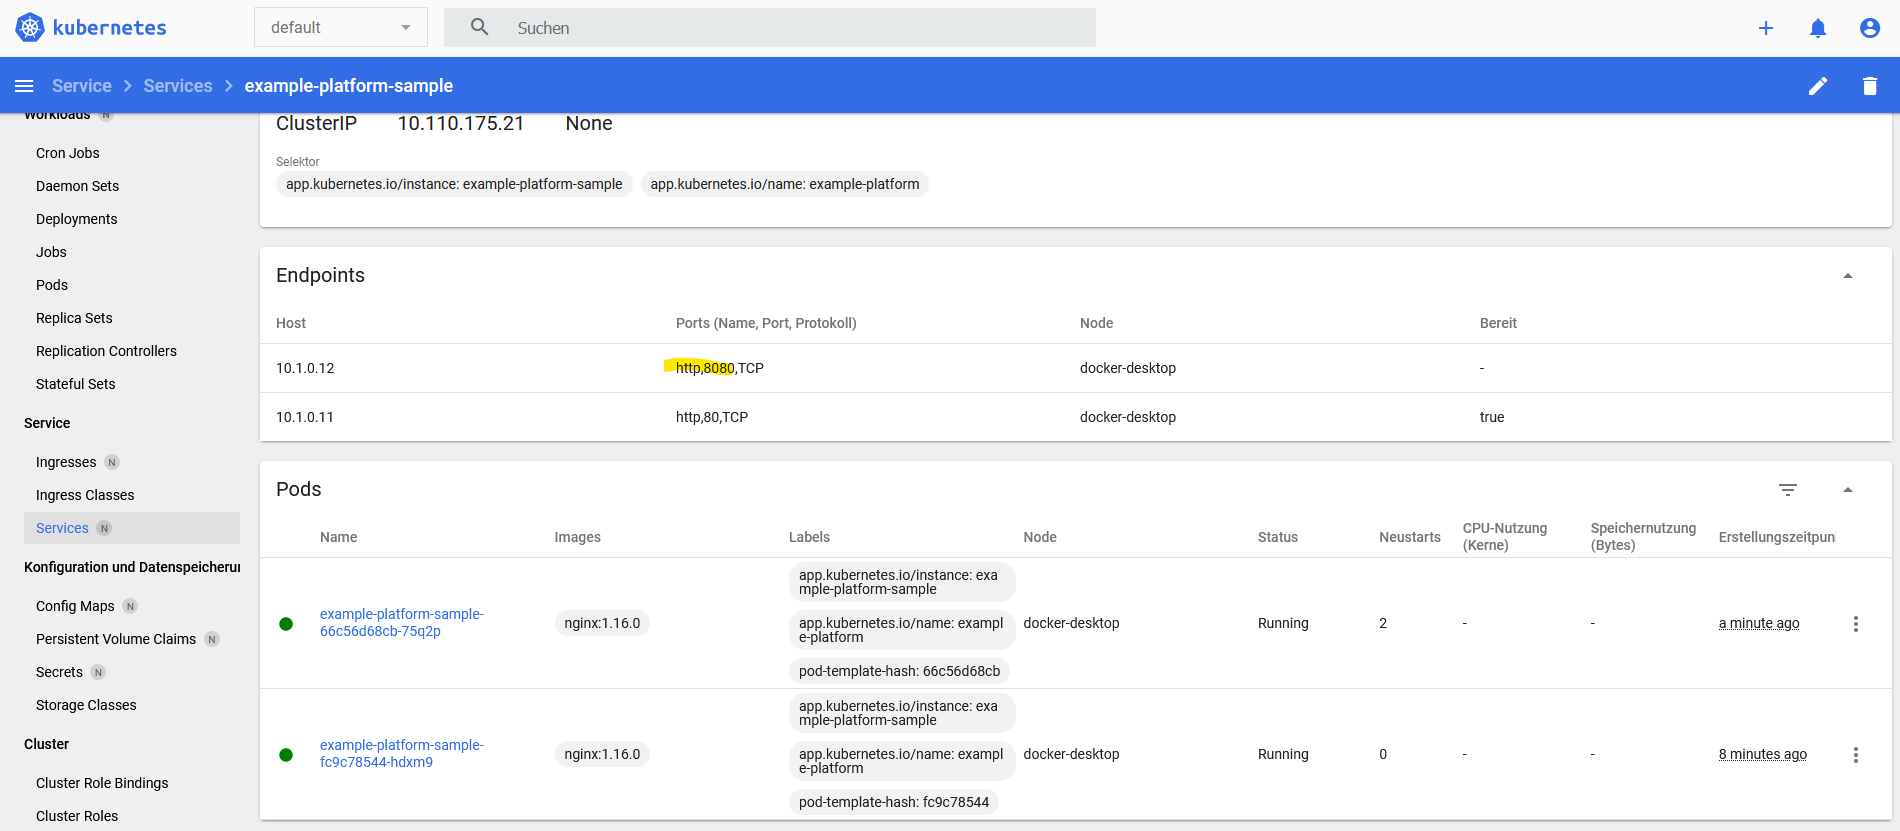 kubernetes
default
Suchen
Service
Services
example-platform-sample
Workloads N
Cron Jobs
Daemon Sets
Deployments
Jobs
Pods
Replica Sets
Replication Controllers
Stateful Sets
Service
Ingresses N
Ingress Classes
Services N
Konfiguration und Datenspeicheru
Config Maps N
Persistent Volume Claims N
Secrets N
Storage Classes
Cluster
Cluster Role Bindings
Cluster Roles
ClusterIP 10.110.175.21 None
Selektor
app.kubernetes.io/instance: example-platform-sample app.kubernetes.io/name: example-platform
Endpoints
Host Ports (Name, Port, Protokoll) Node Bereit
10.1.0.12 http,8080,TCP docker-desktop -
10.1.0.11 http,80,TCP docker-desktop true
Pods
Name Images Labels Node Status Neustarts CPU-Nutzung (Kerne) Speichernutzung (Bytes) Erstellungszeitpun
example-platform-sample-
66c56d68cb-75q2p
nginx:1.16.0
app.kubernetes.io/instance: exa
mple-platform-sample
app.kubernetes.io/name: exampl
e-platform
pod-template-hash: 66c56d68cb
docker-desktop
Running
2
-
-
a minute ago
example-platform-sample-
fc9c78544-hdxm9
nginx:1.16.0
app.kubernetes.io/instance: exa
mple-platform-sample
app.kubernetes.io/name: exampl
e-platform
pod-template-hash: fc9c78544
docker-desktop
Running
0
-
-
8 minutes ago